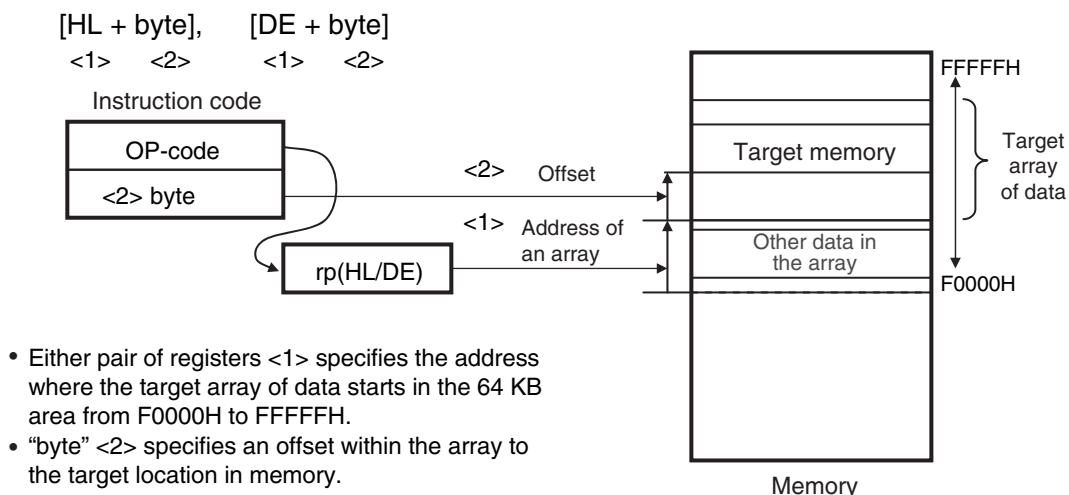 [HL + byte], [DE + byte]
<1> <2> <1> <2>
Instruction code
OP-code
<2> byte
<2> Offset
<1> Address of
an array
rp(HL/DE)
FFFFFH
Target memory
Target
array
of data
Other data in
the array
F0000H
Memory
• Either pair of registers <1> specifies the address
where the target array of data starts in the 64 KB
area from F0000H to FFFFFH.
• “byte” <2> specifies an offset within the array to
the target location in memory.